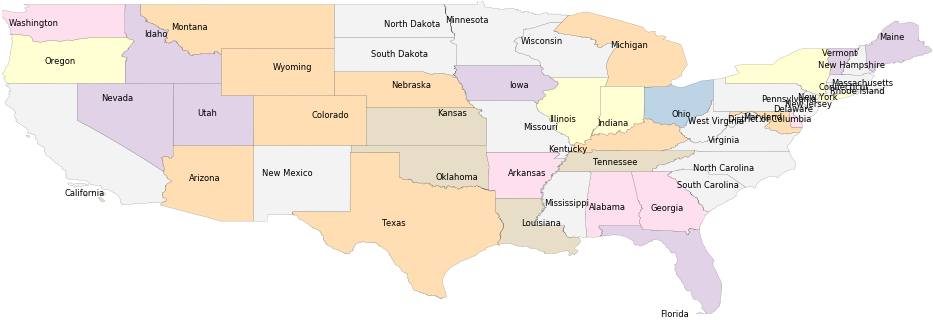 Washington
Idaho
Montana
North Dakota
Minnesota
Maine
Oregon
Wyoming
South Dakota
Wisconsin
Michigan
Vermont
New Hampshire
Nevada
Utah
Colorado
Nebraska
Kansas
Iowa
Missouri
Illinois
Indiana
Ohio
Massachusetts
Connecticut
Rhode Island
Pennsylvania
New York
New Jersey
Delaware
Maryland
District of Columbia
West Virginia
Virginia
Kentucky
Tennessee
North Carolina
South Carolina
California
Arizona
New Mexico
Oklahoma
Arkansas
Texas
Louisiana
Mississippi
Alabama
Georgia
Florida